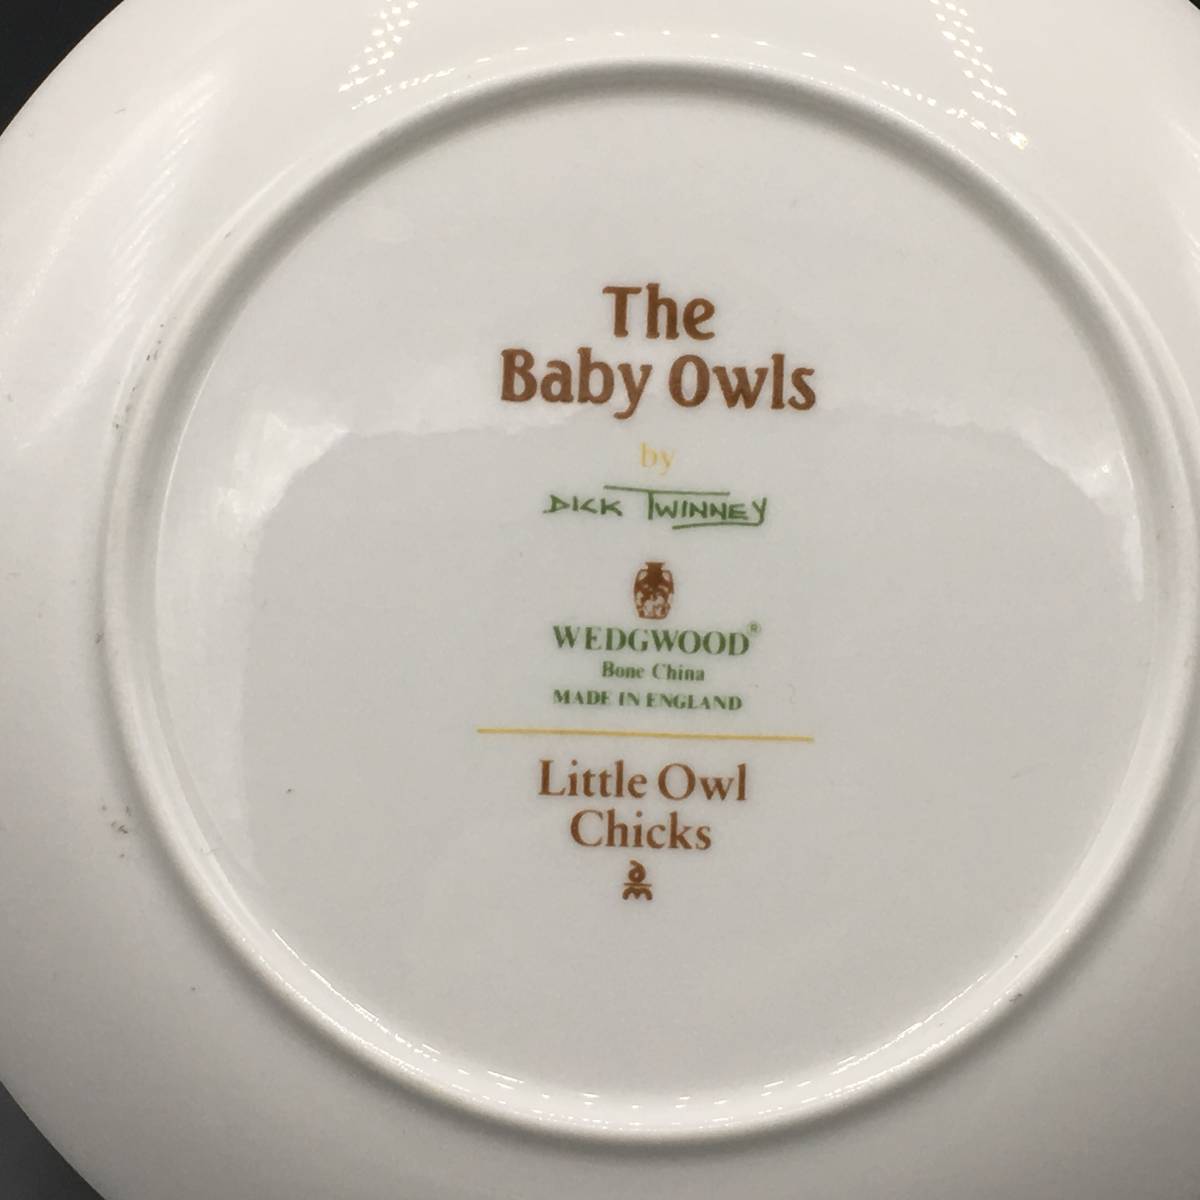 The
Baby Owls
by
DICK TWINNEY
WEDGWOOD®
Bone China
MADE IN ENGLAND
Little Owl
Chicks